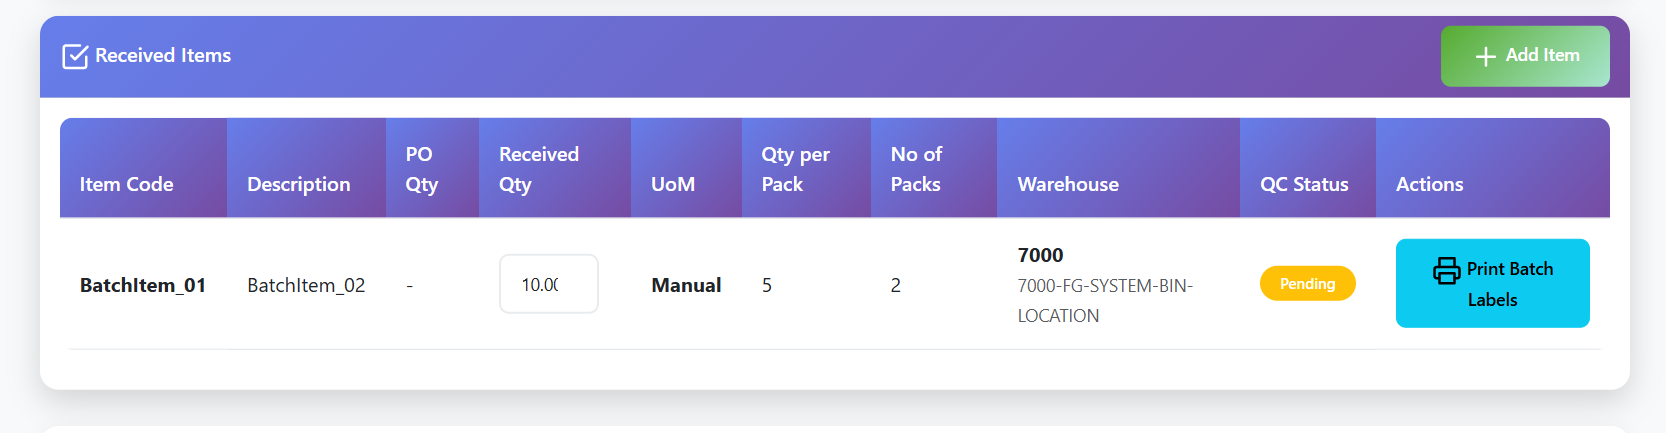 Received Items
Add Item
Item Code
Description
PO
Qty
Received
Qty
UoM
Qty per
Pack
No of
Packs
Warehouse
QC Status
Actions
BatchItem_01
BatchItem_02
-
10.00
Manual
5
2
7000
7000-FG-SYSTEM-BIN-
LOCATION
Pending
Print Batch
Labels